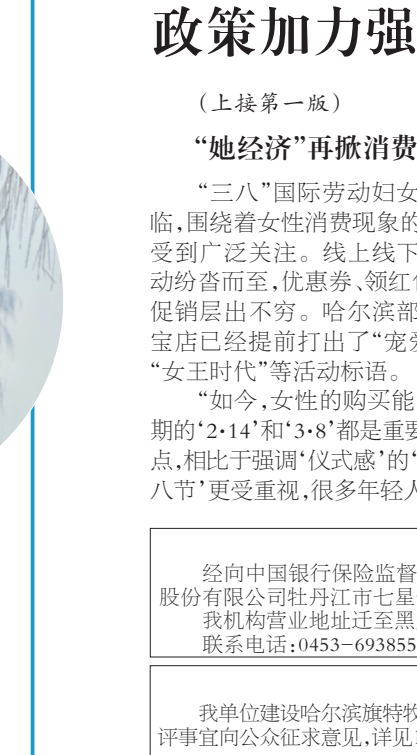 政策加力强
（上接第一版）
“她经济”再掀消费
“三八”国际劳动妇女
临,围绕着女性消费现象的
受到广泛关注。线上线下
动纷沓而至,优惠券、领红
促销层出不穷。哈尔滨部
宝店已经提前打出了“宠爱
“女王时代”等活动标语。
“如今,女性的购买能
期的‘2·14’和‘3·8’都是重要
点,相比于强调‘仪式感’的‘
八节’更受重视,很多年轻人
经向中国银行保险监督
股份有限公司牡丹江市七星
我机构营业地址迁至黑
联系电话:0453-693855
我单位建设哈尔滨旗特牧
评事宜向公众征求意见,详见